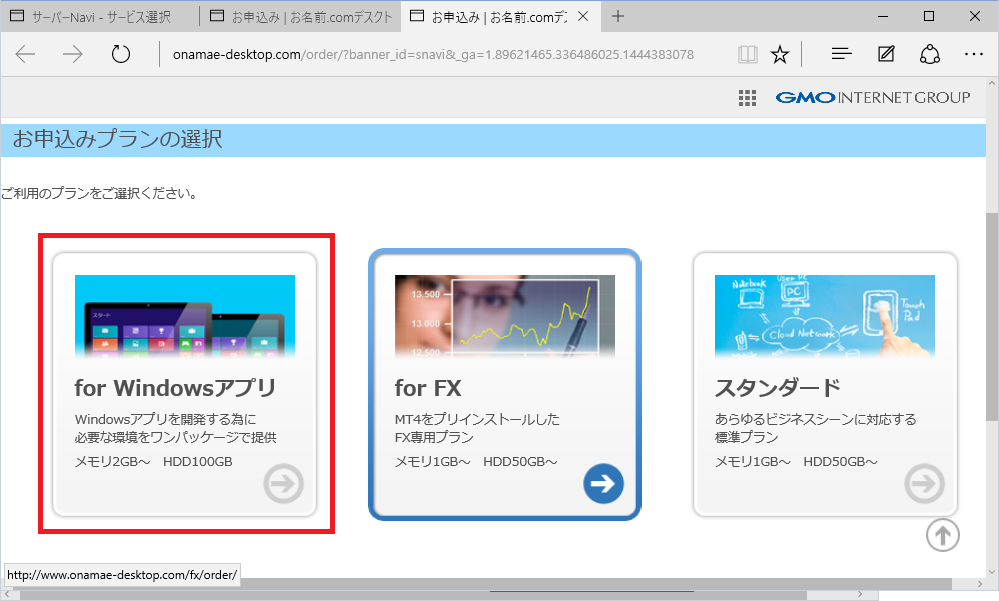 サーバーNavi - サービス選択
お申込み | お名前.comデスクト
お申込み | お名前.comデ
onamae-desktop.com/order/?banner_id=snavi&_ga=1.89621465.336486025.1444383078
GMO INTERNET GROUP
お申込みプランの選択
ご利用のプランをご選択ください。
スタート
for Windowsアプリ
Windowsアプリを開発する為に
必要な環境をワンパッケージで提供
メモリ2GB～ HDD100GB
13.500
13.000
12.500
for FX
MT4をプリインストールした
FX専用プラン
メモリ1GB～ HDD50GB～
Notebook
User PC
PC
Touch Pad
Cloud Network
スタンダード
あらゆるビジネスシーンに対応する
標準プラン
メモリ1GB～ HDD50GB～
http://www.onamae-desktop.com/fx/order/